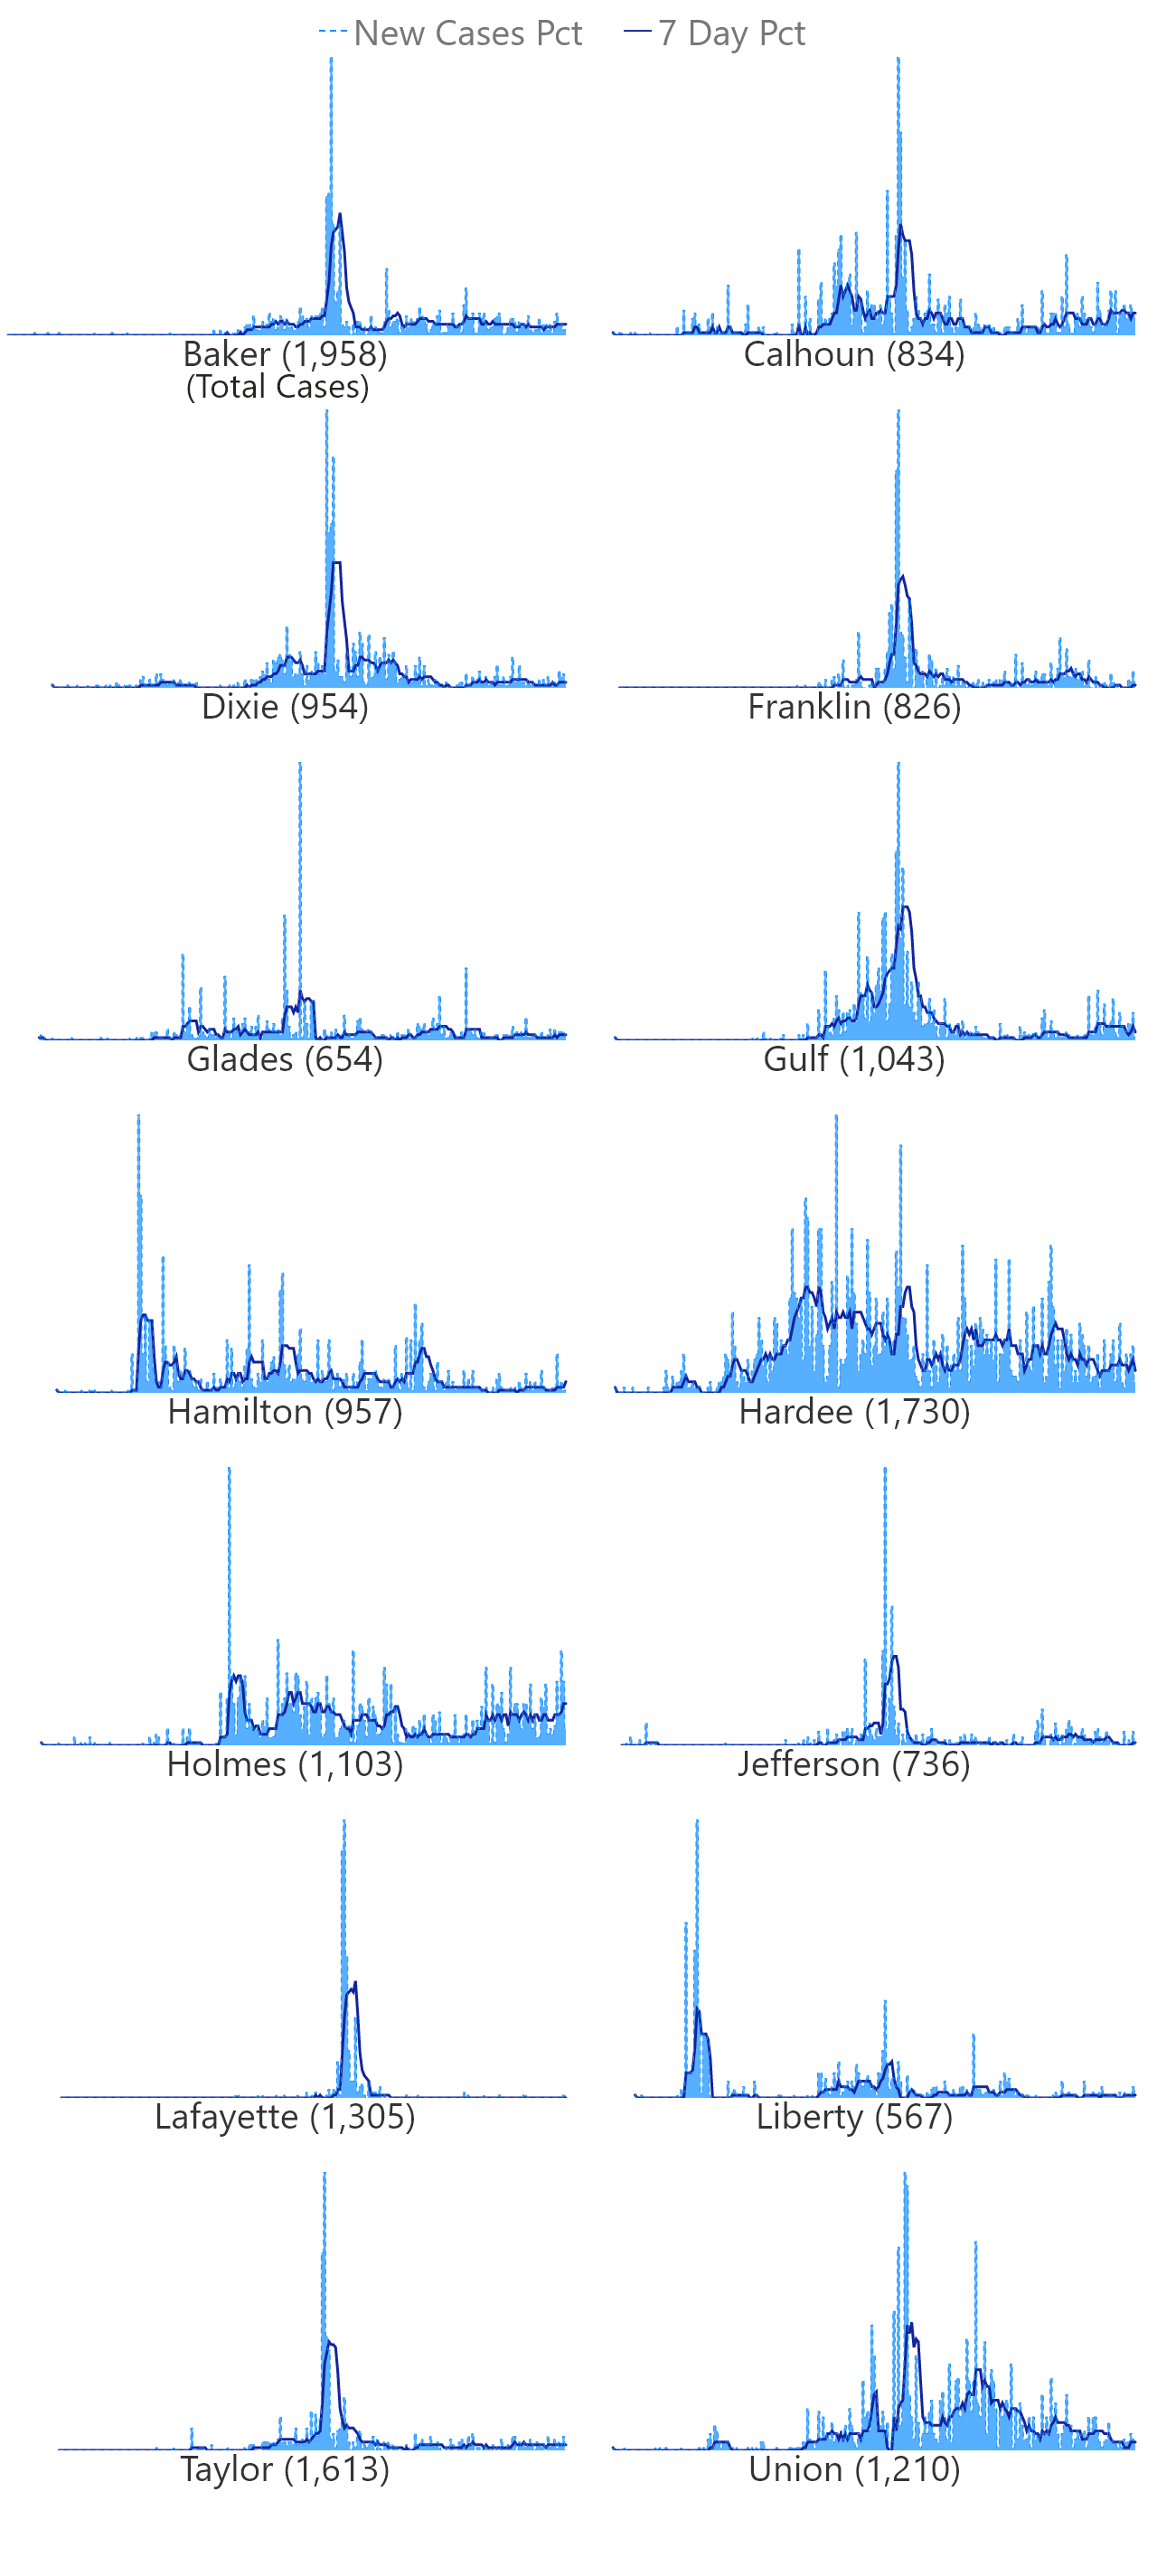 New Cases Pct 7 Day Pct
Baker (1,958) Calhoun (834)
(Total Cases)
Dixie (954) Franklin (826)
Glades (654) Gulf (1,043)
Hamilton (957) Hardee (1,730)
Holmes (1,103) Jefferson (736)
Lafayette (1,305) Liberty (567)
Taylor (1,613) Union (1,210)